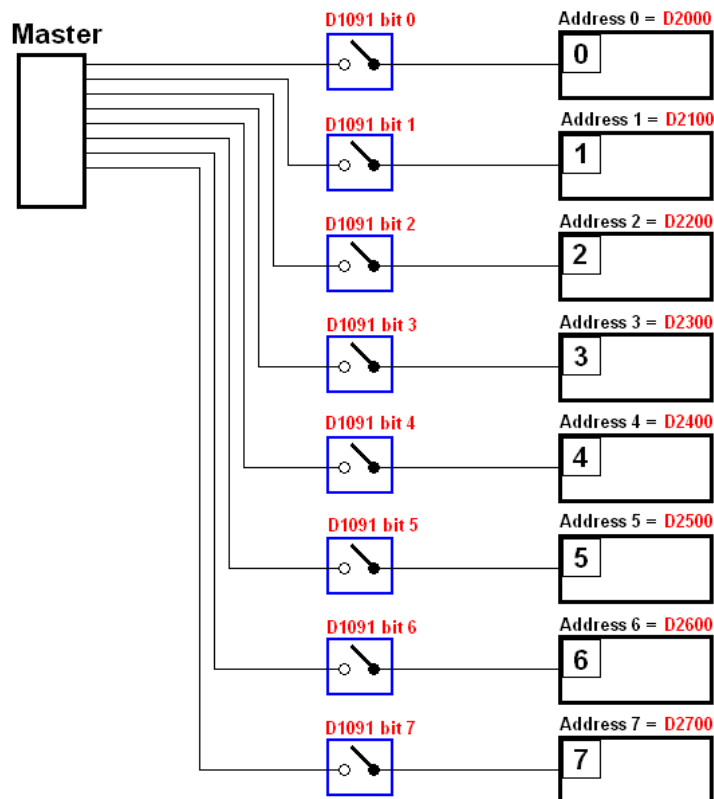 Master
D1091 bit 0
Address 0 = D2000
0
D1091 bit 1
Address 1 = D2100
1
D1091 bit 2
Address 2 = D2200
2
D1091 bit 3
Address 3 = D2300
3
D1091 bit 4
Address 4 = D2400
4
D1091 bit 5
Address 5 = D2500
5
D1091 bit 6
Address 6 = D2600
6
D1091 bit 7
Address 7 = D2700
7